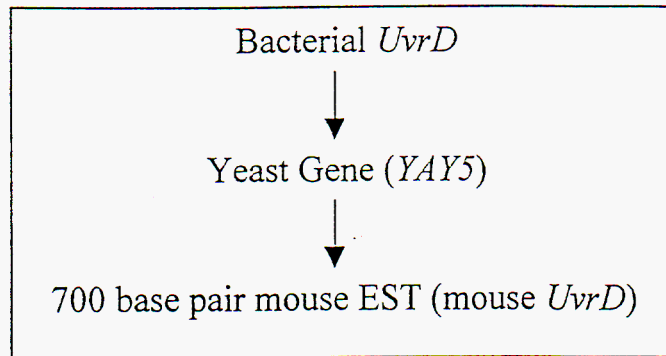 Bacterial UvrD
Yeast Gene (YAY5)
700 base pair mouse EST (mouse UvrD)